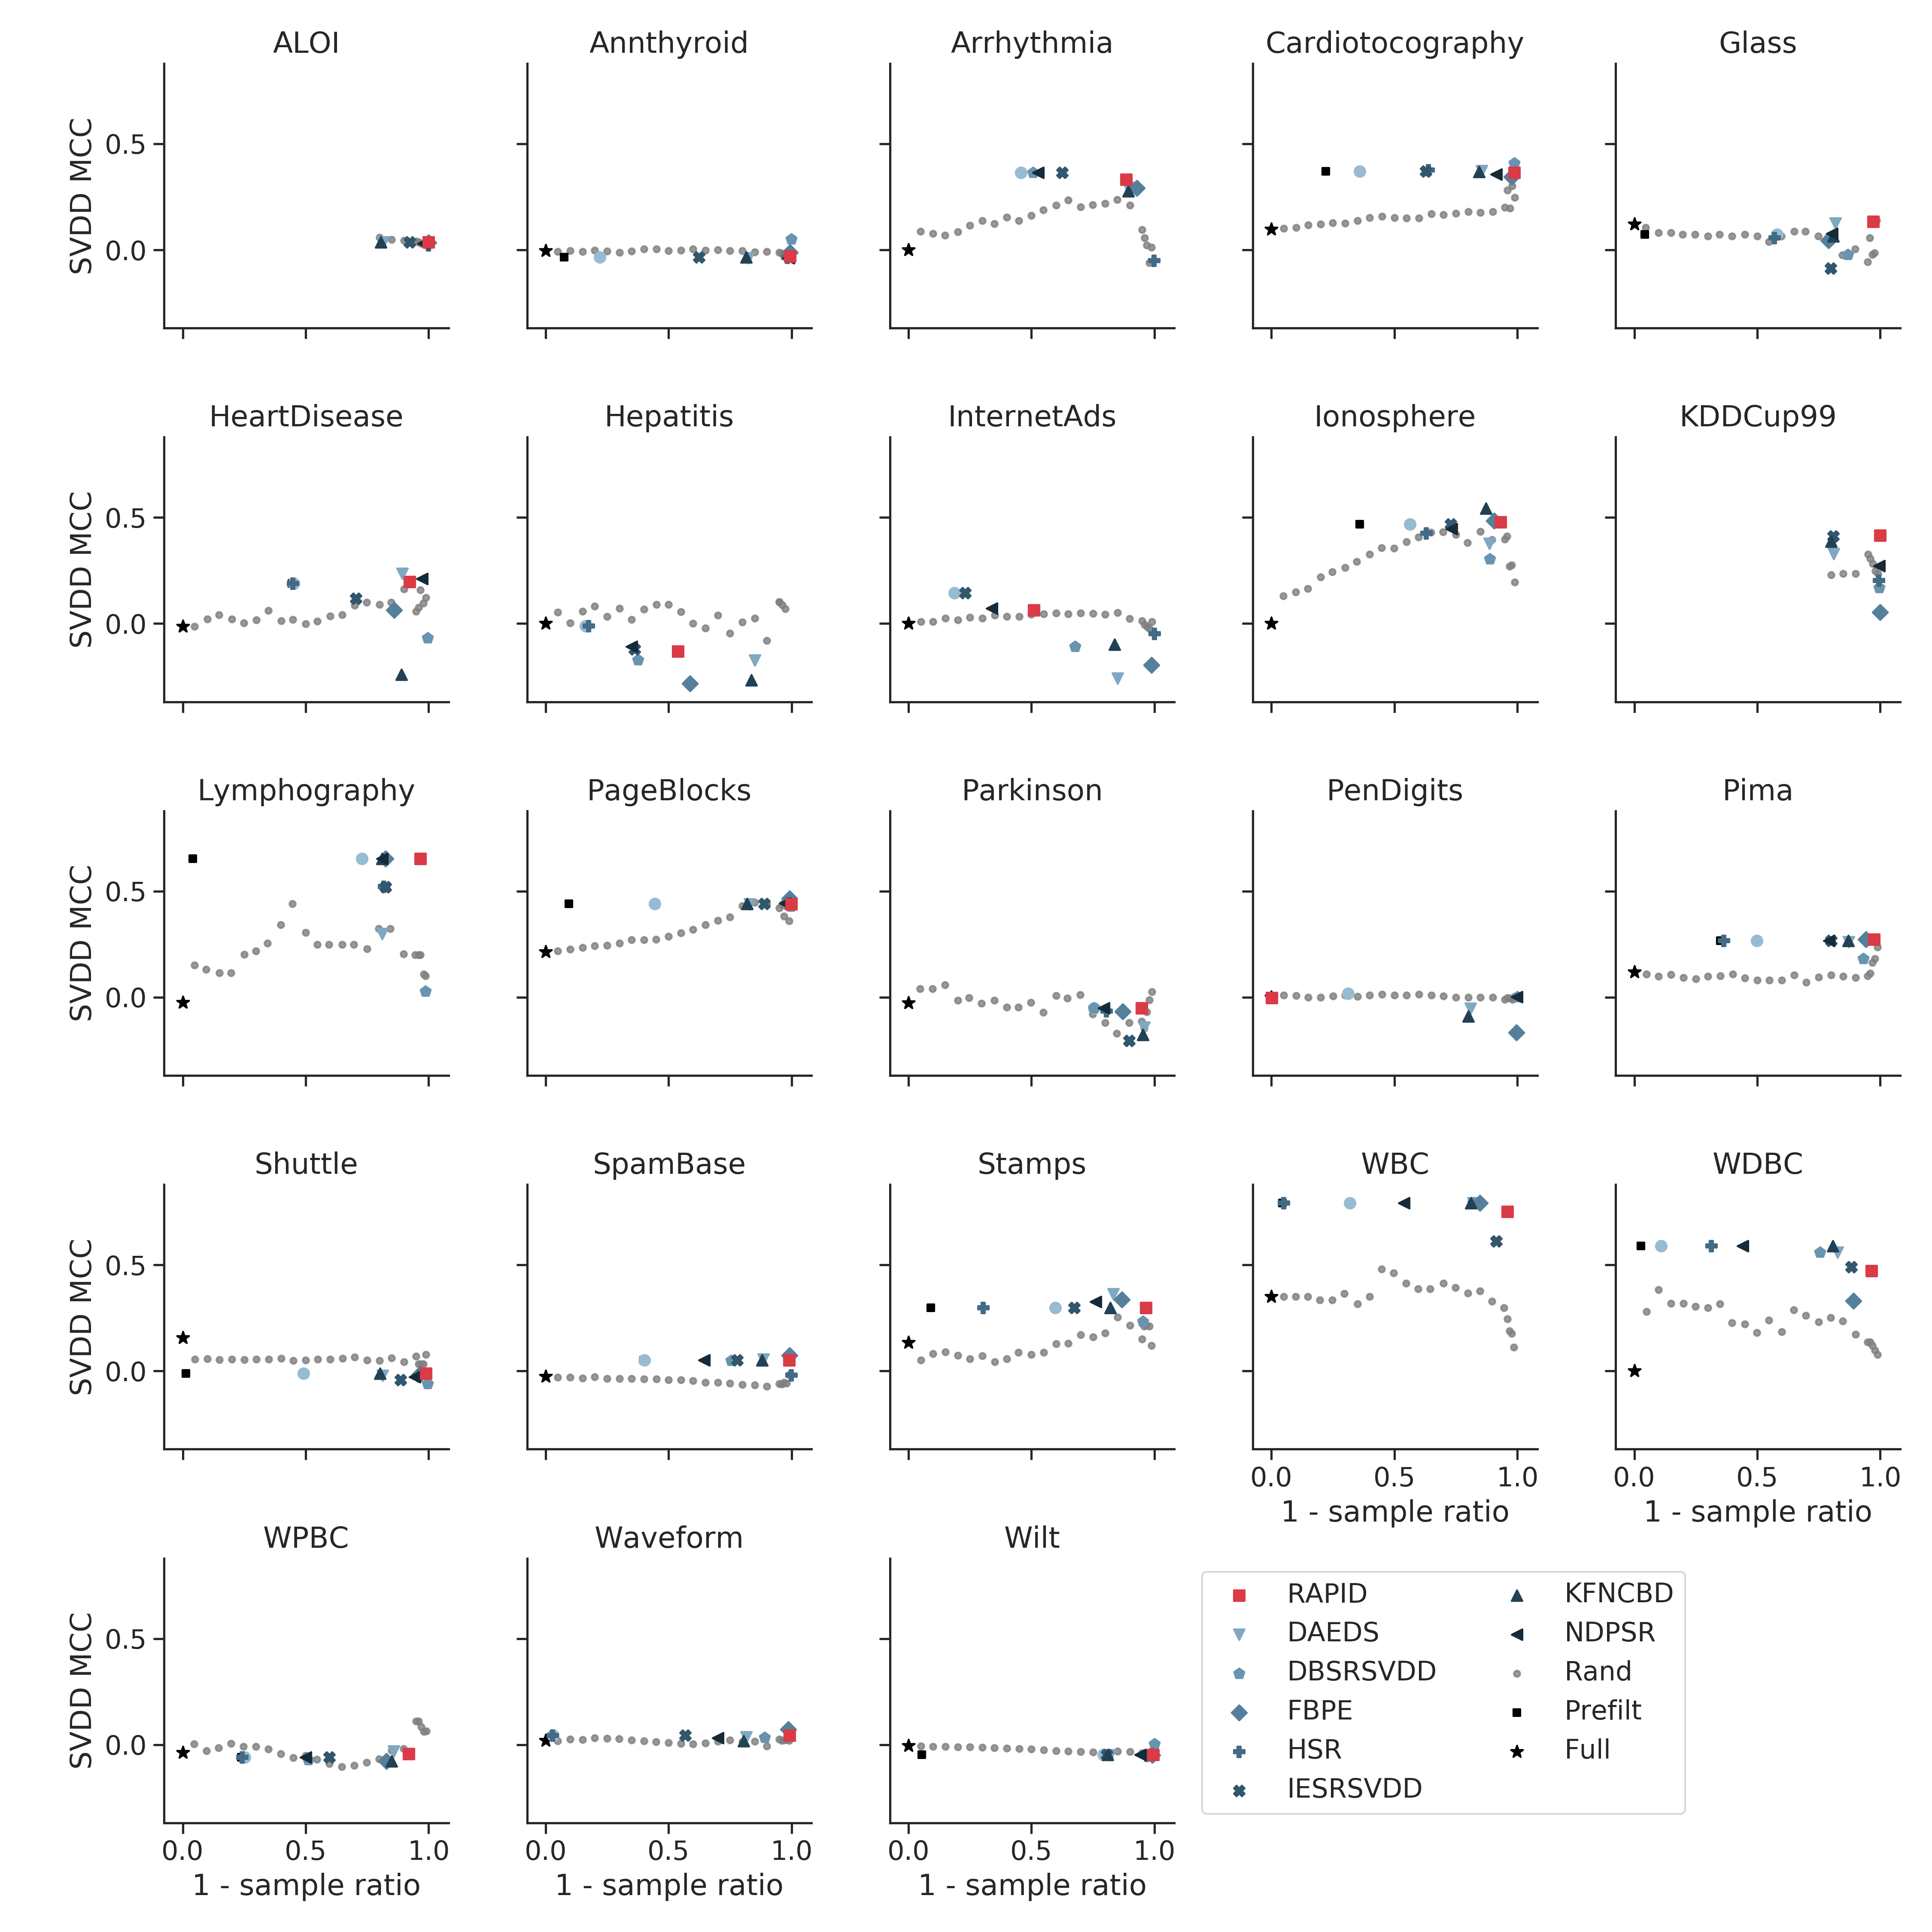 ALOI
Annthyroid
Arrhythmia
Cardiotocography
Glass
SVDD MCC
0.5
0.0
HeartDisease
Hepatitis
InternetAds
Ionosphere
KDDCup99
SVDD MCC
0.5
0.0
Lymphography
PageBlocks
Parkinson
PenDigits
Pima
SVDD MCC
0.5
0.0
Shuttle
SpamBase
Stamps
WBC
WDBC
SVDD MCC
0.5
0.0
0.0 0.5 1.0
1 - sample ratio
0.0 0.5 1.0
1 - sample ratio
WPBC
Waveform
Wilt
SVDD MCC
0.5
0.0
0.0 0.5 1.0
1 - sample ratio
0.0 0.5 1.0
1 - sample ratio
0.0 0.5 1.0
1 - sample ratio
RAPID
DAEDS
DBSRSVDD
FBPE
HSR
IESRSVDD
KFNCBD
NDPSR
Rand
Prefilt
Full